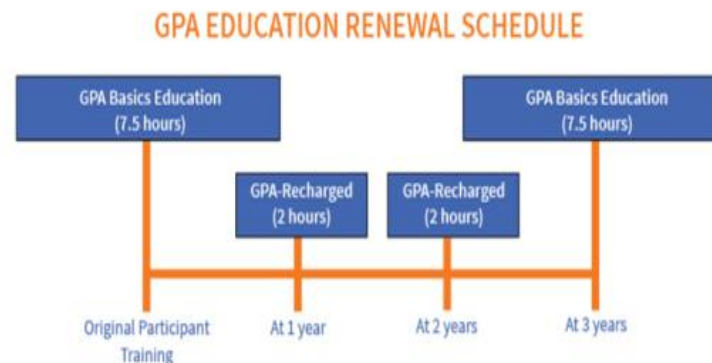 GPA EDUCATION RENEWAL SCHEDULE
GPA Basics Education
(7.5 hours)
GPA Basics Education
(7.5 hours)
GPA-Recharged
(2 hours)
GPA-Recharged
(2 hours)
Original Participant
Training
At 1 year
At 2 years
At 3 years